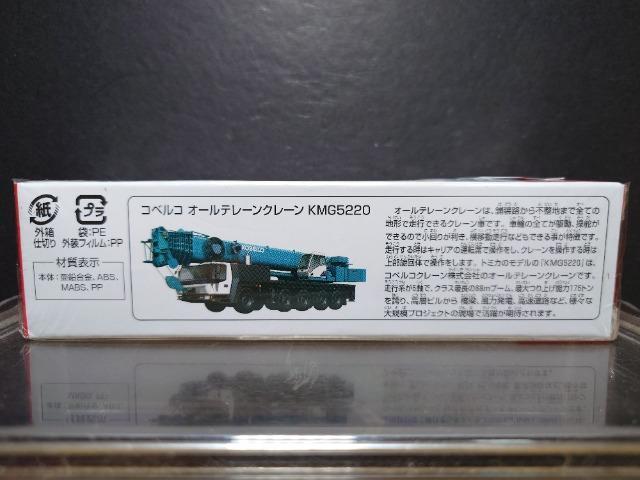 紙
外箱
仕切り
プラ
袋:PE
外装フィルム:PP
材質表示
本体:亜鉛合金、ABS、
MABS、PP
コベルコ オールテレーンクレーン KMG5220
オールテレーンクレーンは、舗装路から不整地まで全ての
地形で走行できるクレーン車です。車輪の全てが駆動、操舵が
できるので小回りが利き、横移動走行などもできる事が特徴です。
走行する時はキャリアの運転席で操作をし、クレーンを操作する時は
上部旋回体で操作をします。トミカのモデルの「KMG5220」は、
コベルコクレーン株式会社のオールテレーンクレーンです。
走行系が5軸で、クラス最長の68mブーム、最大つり上げ能力175トン
を誇り、高層ビルから 橋梁、風力発電、高速道路など、様々な
大規模プロジェクトの現場で活躍が期待されます。